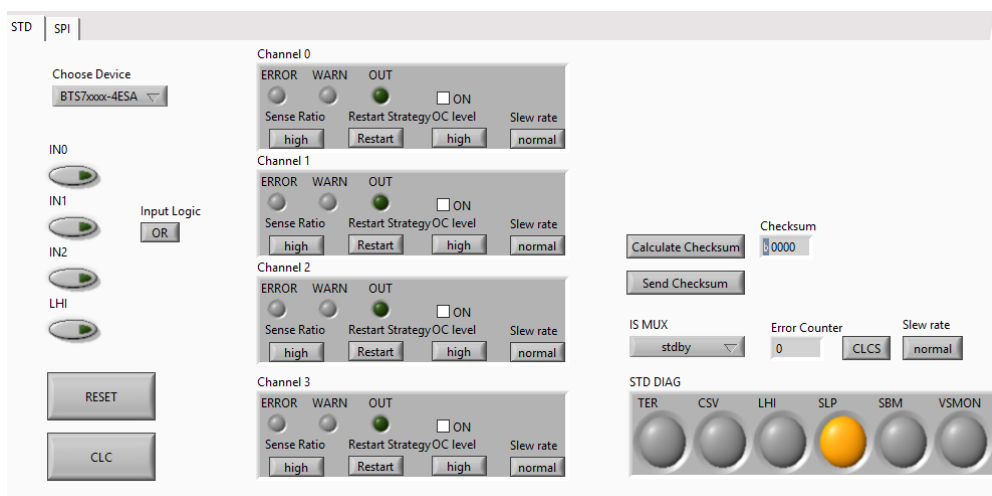 STD SPI
Choose Device
BTS7xxxx-4ESA
IN0
IN1
Input Logic
OR
IN2
LHI
RESET
CLC
Channel 0
ERROR WARN OUT
ON
Sense Ratio Restart Strategy OC level Slew rate
high Restart high normal
Channel 1
ERROR WARN OUT
ON
Sense Ratio Restart Strategy OC level Slew rate
high Restart high normal
Channel 2
ERROR WARN OUT
ON
Sense Ratio Restart Strategy OC level Slew rate
high Restart high normal
Channel 3
ERROR WARN OUT
ON
Sense Ratio Restart Strategy OC level Slew rate
high Restart high normal
Checksum
Calculate Checksum b 0000
Send Checksum
IS MUX Error Counter Slew rate
stdby 0 CLCS normal
STD DIAG
TER CSV LHI SLP SBM VSMON